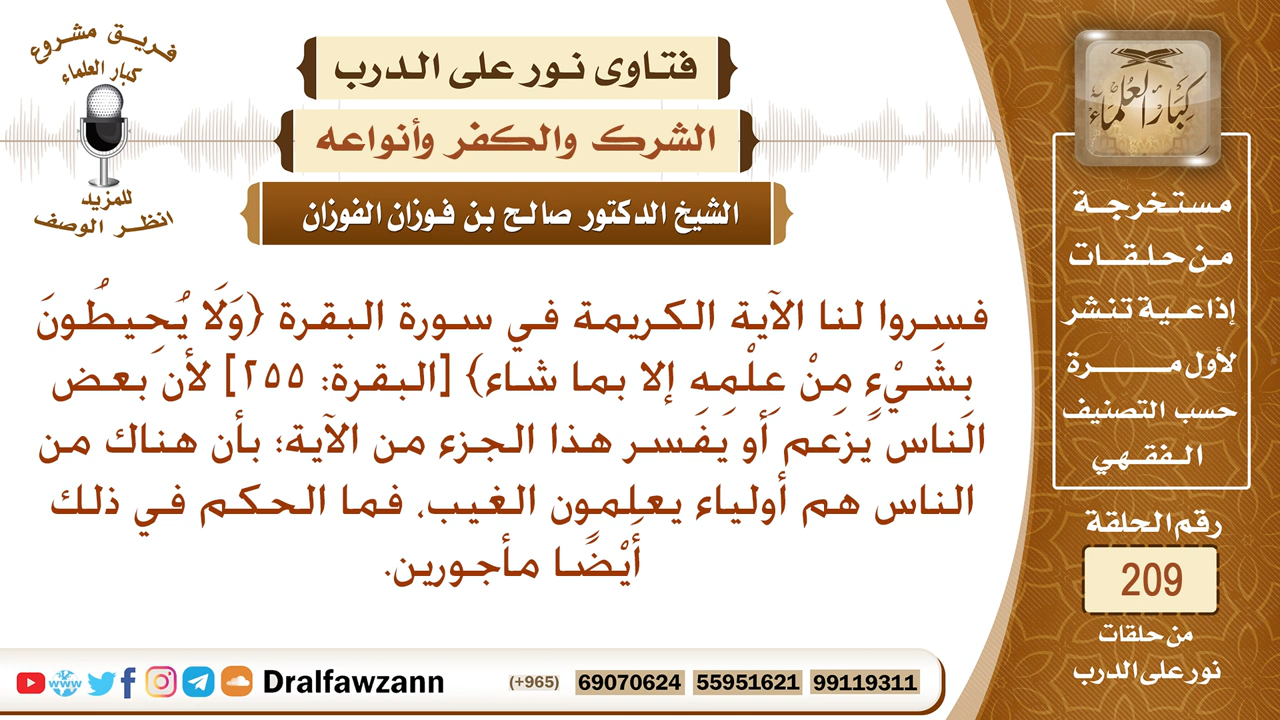 فريق مشروع
كبار العلماء
للمزيد
انظر الوصف
فتاوى نور على الدرب
الشرك والكفر وأنواعه
الشيخ الدكتور صالح بن فوزان الفوزان
فسروا لنا الآية الكريمة في سورة البقرة {وَلَا يُحِيطُونَ
بِشَيْءٍ مِنْ عِلْمِهِ إلا بما شاء} [البقرة: ٢٥٥] لأن بعض
الناس يزعم أو يفسر هذا الجزء من الآية؛ بأن هناك من
الناس هم أولياء يعلمون الغيب، فما الحكم في ذلك
أَيْضًا مأجورين.
كبار العلماء
مستخرجة
من حلقات
إذاعية تنشر
لأول مرة
حسب التصنيف
الفقهي
رقم الحلقة
209
من حلقات
نور على الدرب
www Dralfawzann (+965) 69070624 55951621 99119311